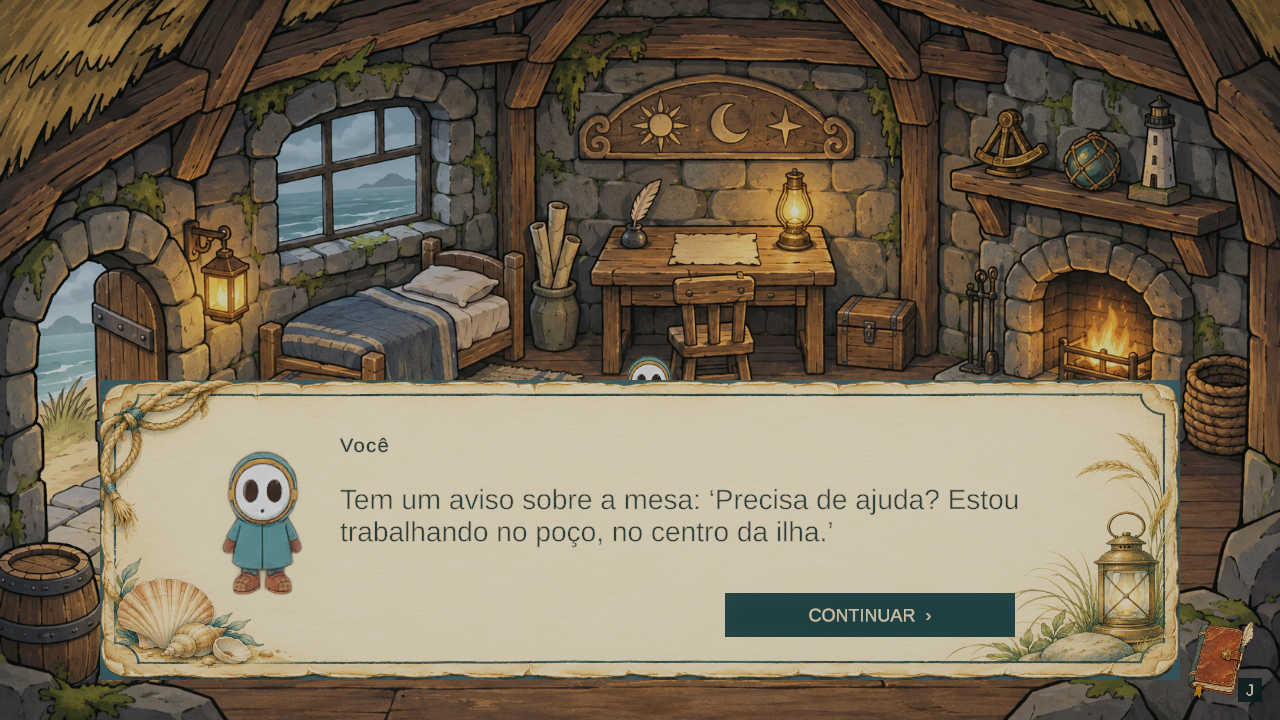 Você
Tem um aviso sobre a mesa: ‘Precisa de ajuda? Estou
trabalhando no poço, no centro da ilha.’
CONTINUAR ›
J